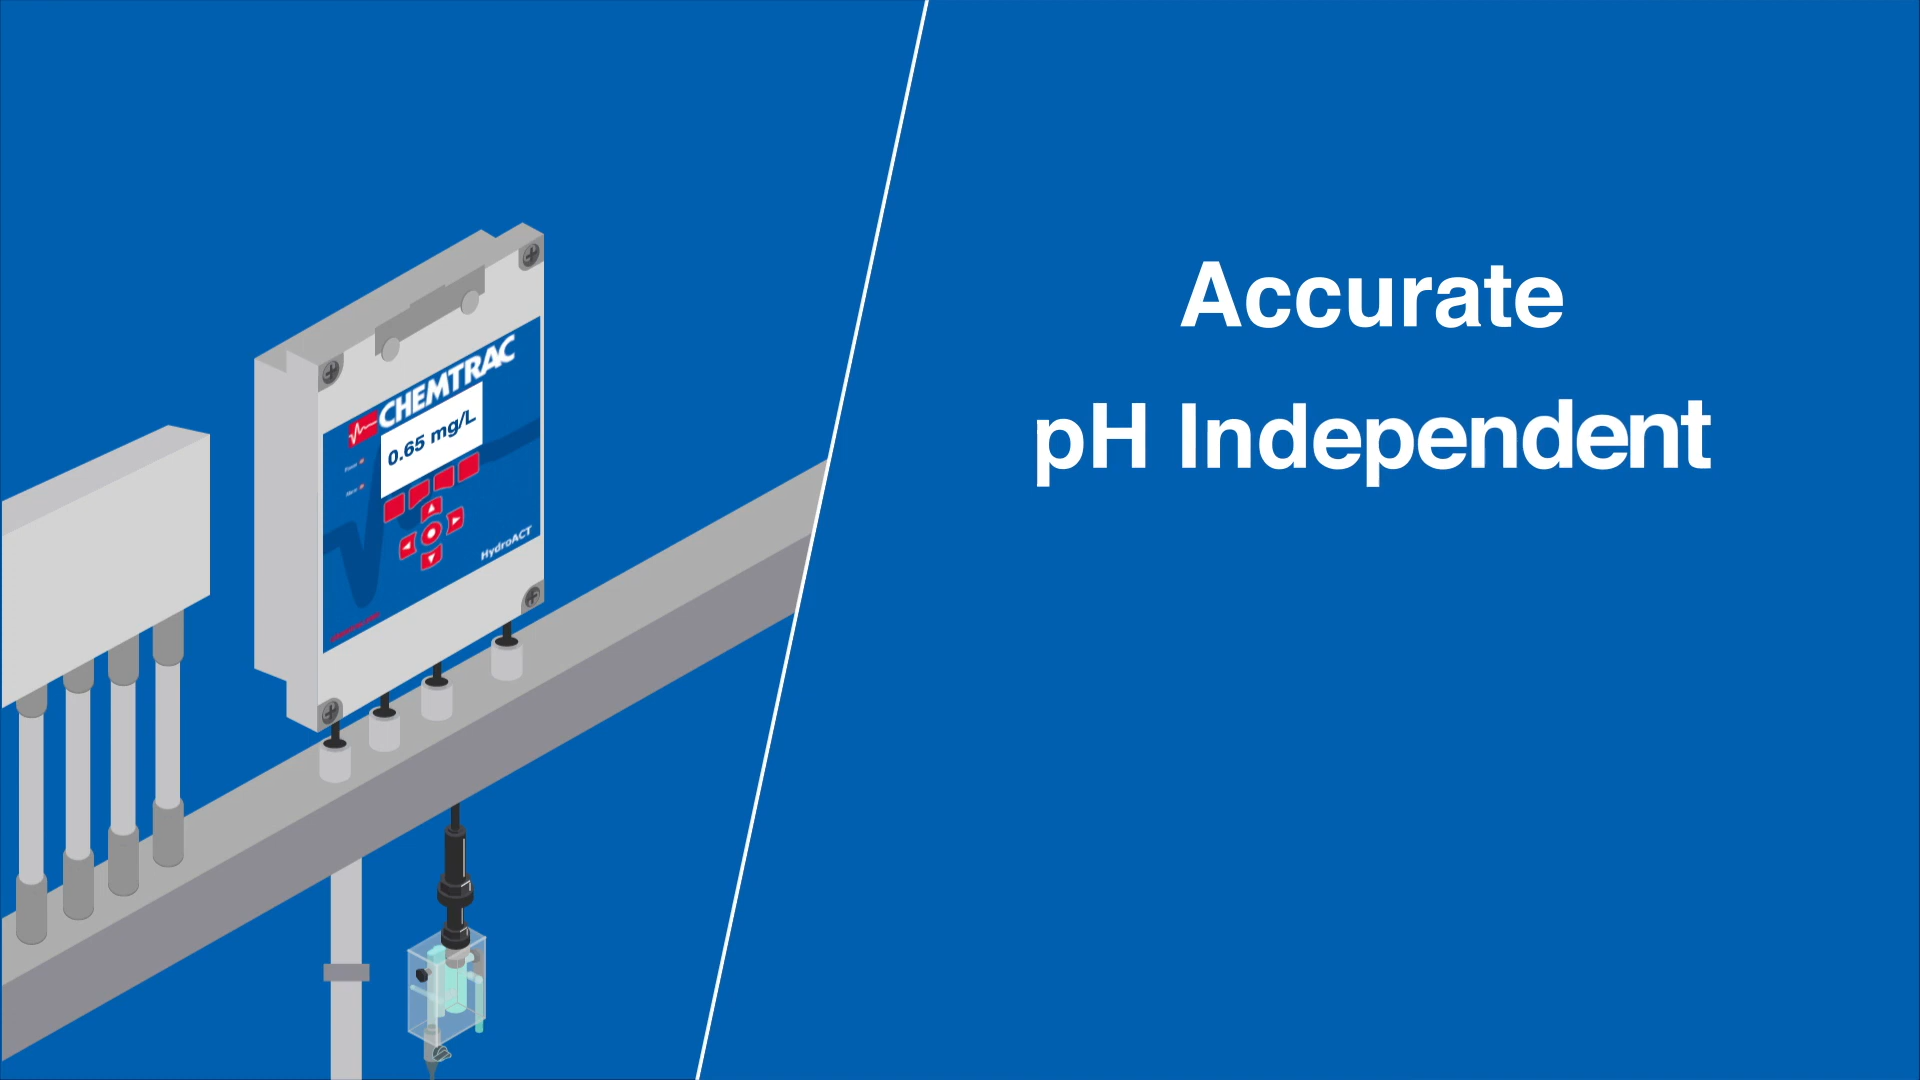 CHEMTRAC
0.65 mg/L
HydroACT
Accurate
pH Independent